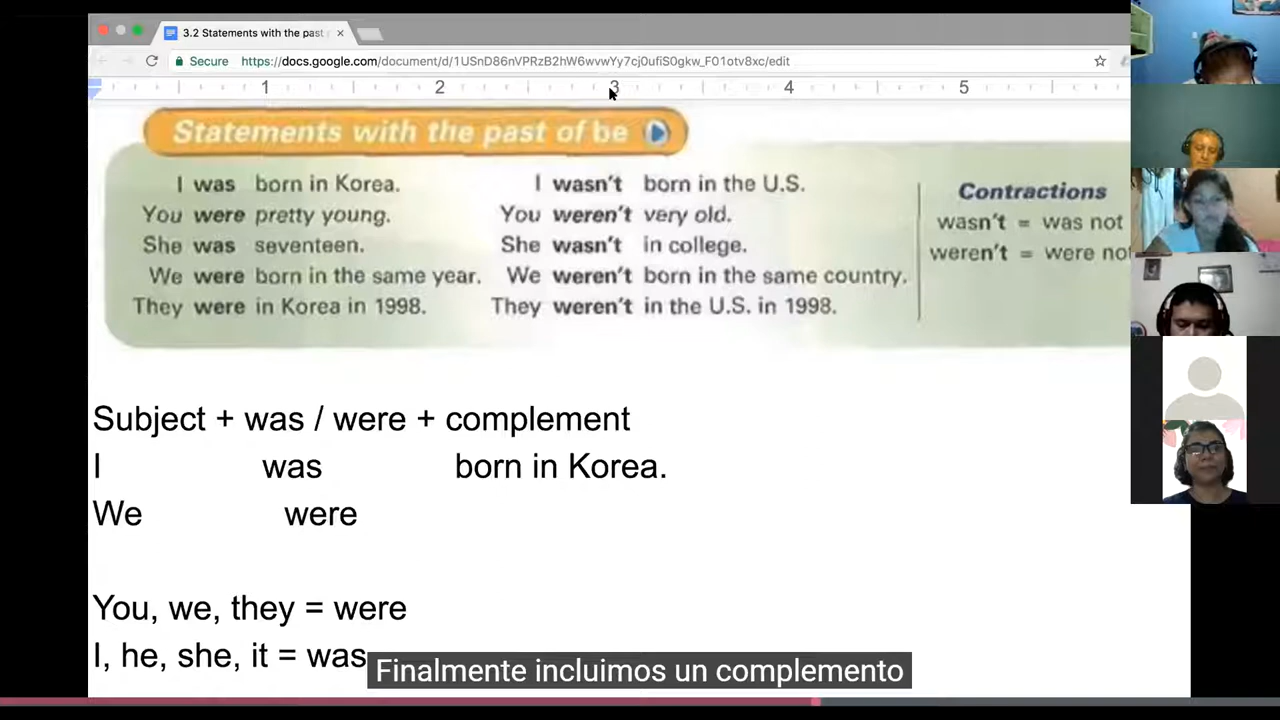 3.2 Statements with the past
Secure https://docs.google.com/document/d/1USnD86nVPRzB2hW6wvwYy7cj0ufiS0gkw_F01otv8xc/edit
1 2 3 4 5
Statements with the past of be
I was born in Korea. I wasn't born in the U.S.
You were pretty young. You weren't very old.
She was seventeen. She wasn't in college.
We were born in the same year. We weren't born in the same country.
They were in Korea in 1998. They weren't in the U.S. in 1998.
Contractions
wasn't = was not
weren't = were not
Subject + was / were + complement
I was born in Korea.
We were
You, we, they = were
I, he, she, it = was
Finalmente incluimos un complemento